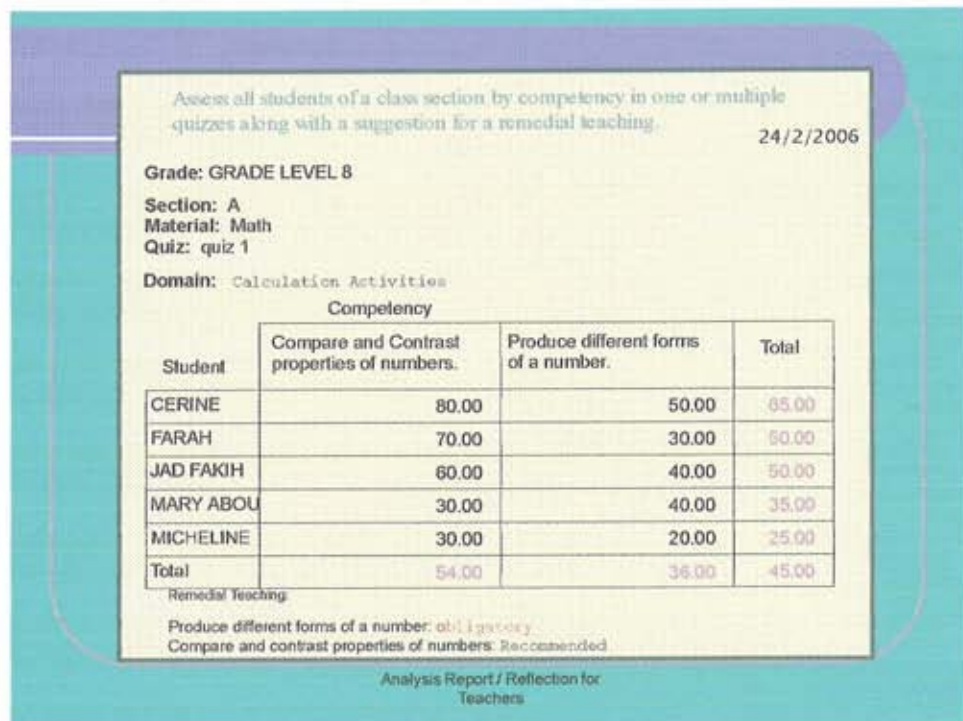 Assess all students of a class section by competency in one or multiple
quizzes along with a suggestion for a remedial teaching.
24/2/2006
Grade: GRADE LEVEL 8
Section: A
Material: Math
Quiz: quiz 1
Domain: Calculation Activities
Competency
Student Compare and Contrast properties of numbers. Produce different forms of a number. Total
CERINE 80.00 50.00 65.00
FARAH 70.00 30.00 50.00
JAD FAKIH 60.00 40.00 50.00
MARY ABOU 30.00 40.00 35.00
MICHELINE 30.00 20.00 25.00
Total 54.00 36.00 45.00
Remedial Teaching:
Produce different forms of a number: obligatory
Compare and contrast properties of numbers: Recommended
Analysis Report / Reflection for
Teachers